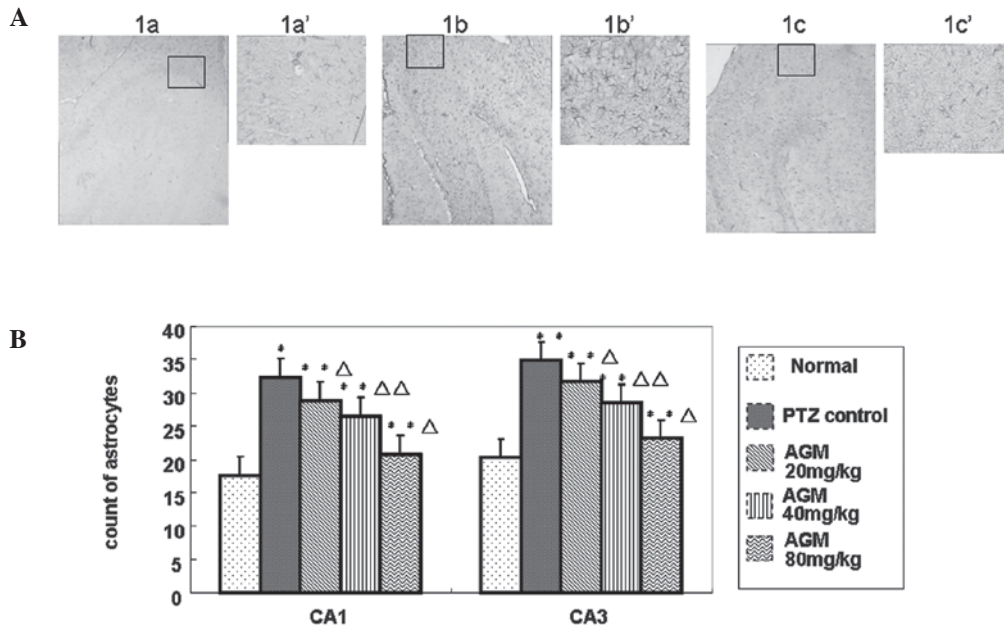 A
1a 1a' 1b 1b' 1c 1c'
B
count of astrocytes
40
35
30
25
20
15
10
5
0
* * * △ * * △ △ * * △
* * * * △ * * △ △ * * △
CA1 CA3
Normal
PTZ control
AGM
20mg/kg
AGM
40mg/kg
AGM
80mg/kg